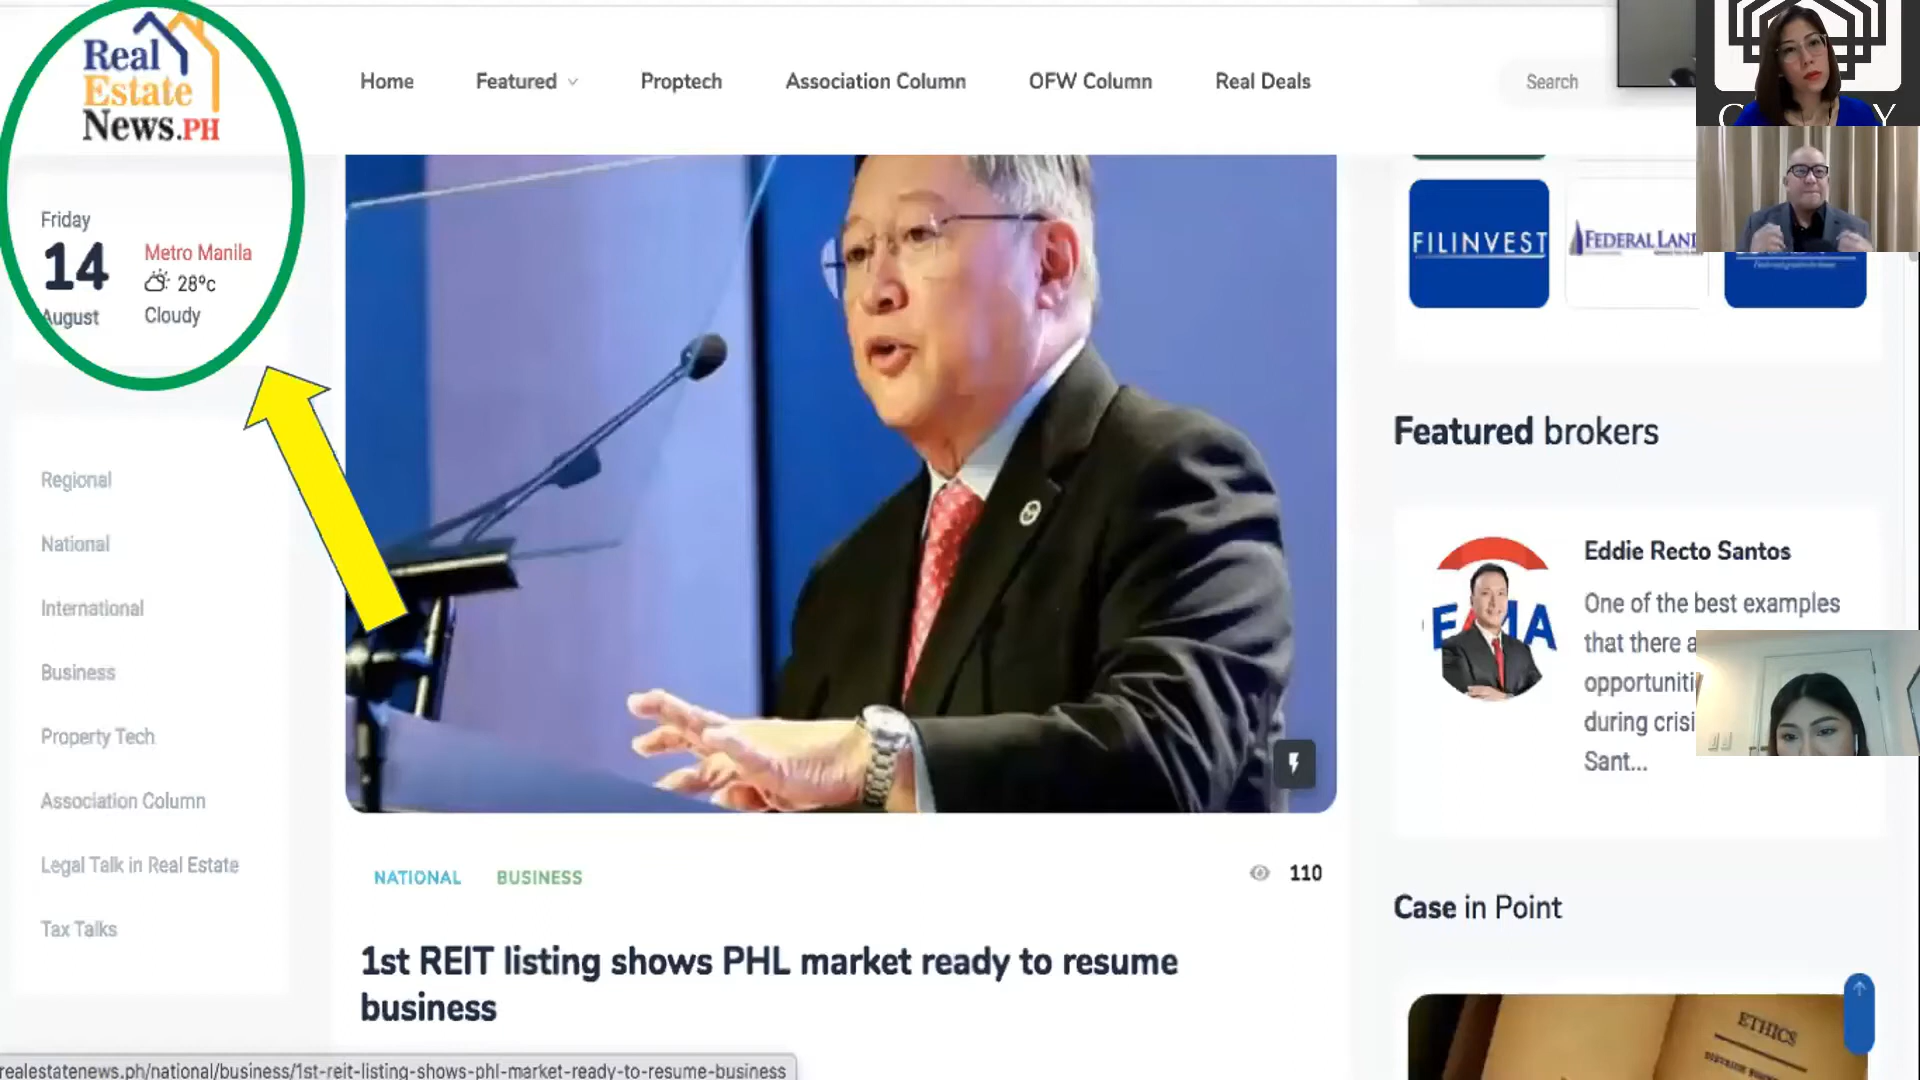 Real
Estate
News.PH
Home
Featured
Proptech
Association Column
OFW Column
Real Deals
Search
Friday
14
August
Metro Manila
28°c
Cloudy
Regional
National
International
Business
Property Tech
Association Column
Legal Talk in Real Estate
Tax Talks
NATIONAL
BUSINESS
110
1st REIT listing shows PHL market ready to resume
business
FILINVEST
FEDERAL LAND
Featured brokers
Eddie Recto Santos
One of the best examples
that there a
opportuniti
during crisi
Sant...
Case in Point
ETHICS
realestatenews.ph/national/business/1st-reit-listing-shows-phl-market-ready-to-resume-business